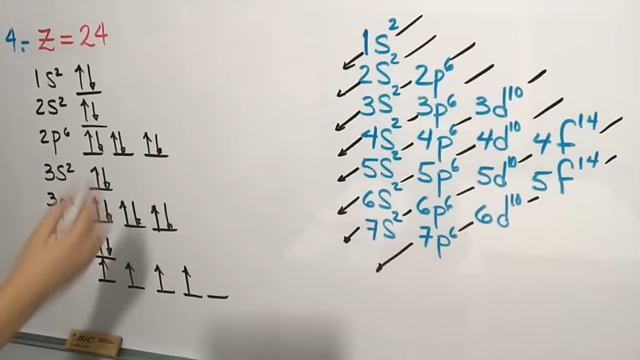 4.- Z = 24
1s² ↑↓
2s² ↑↓
2p⁶ ↑↓ ↑↓ ↑↓
3s² ↑↓
↑↓ ↑↓ ↑↓
↑↓
↑ ↑ ↑ ↑ _
1s²
2s² 2p⁶
3s² 3p⁶ 3d¹⁰
4s² 4p⁶ 4d¹⁰ 4f¹⁴
5s² 5p⁶ 5d¹⁰ 5f¹⁴
6s² 6p⁶ 6d¹⁰
7s² 7p⁶
BIC